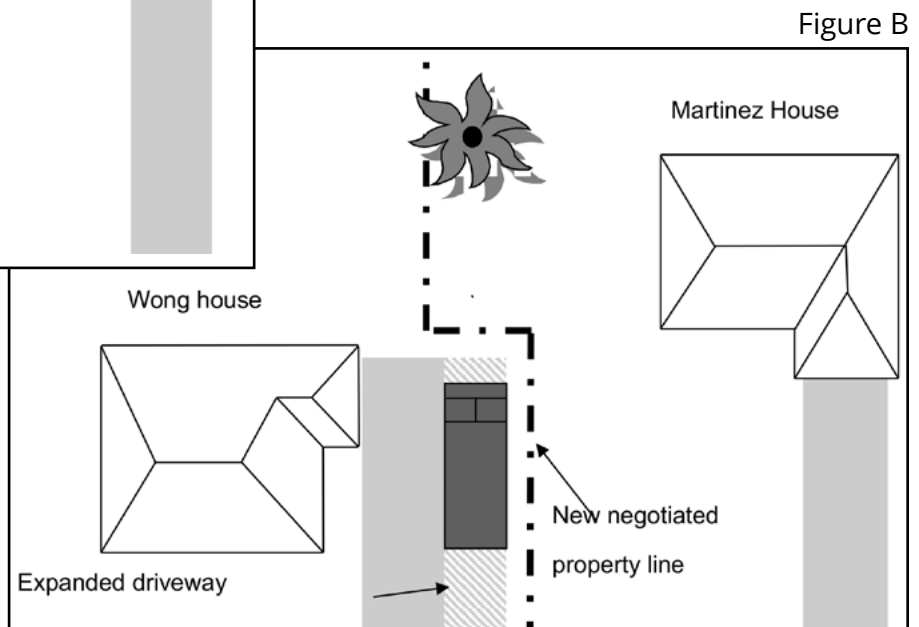 Figure B
Martinez House
Wong house
New negotiated
property line
Expanded driveway